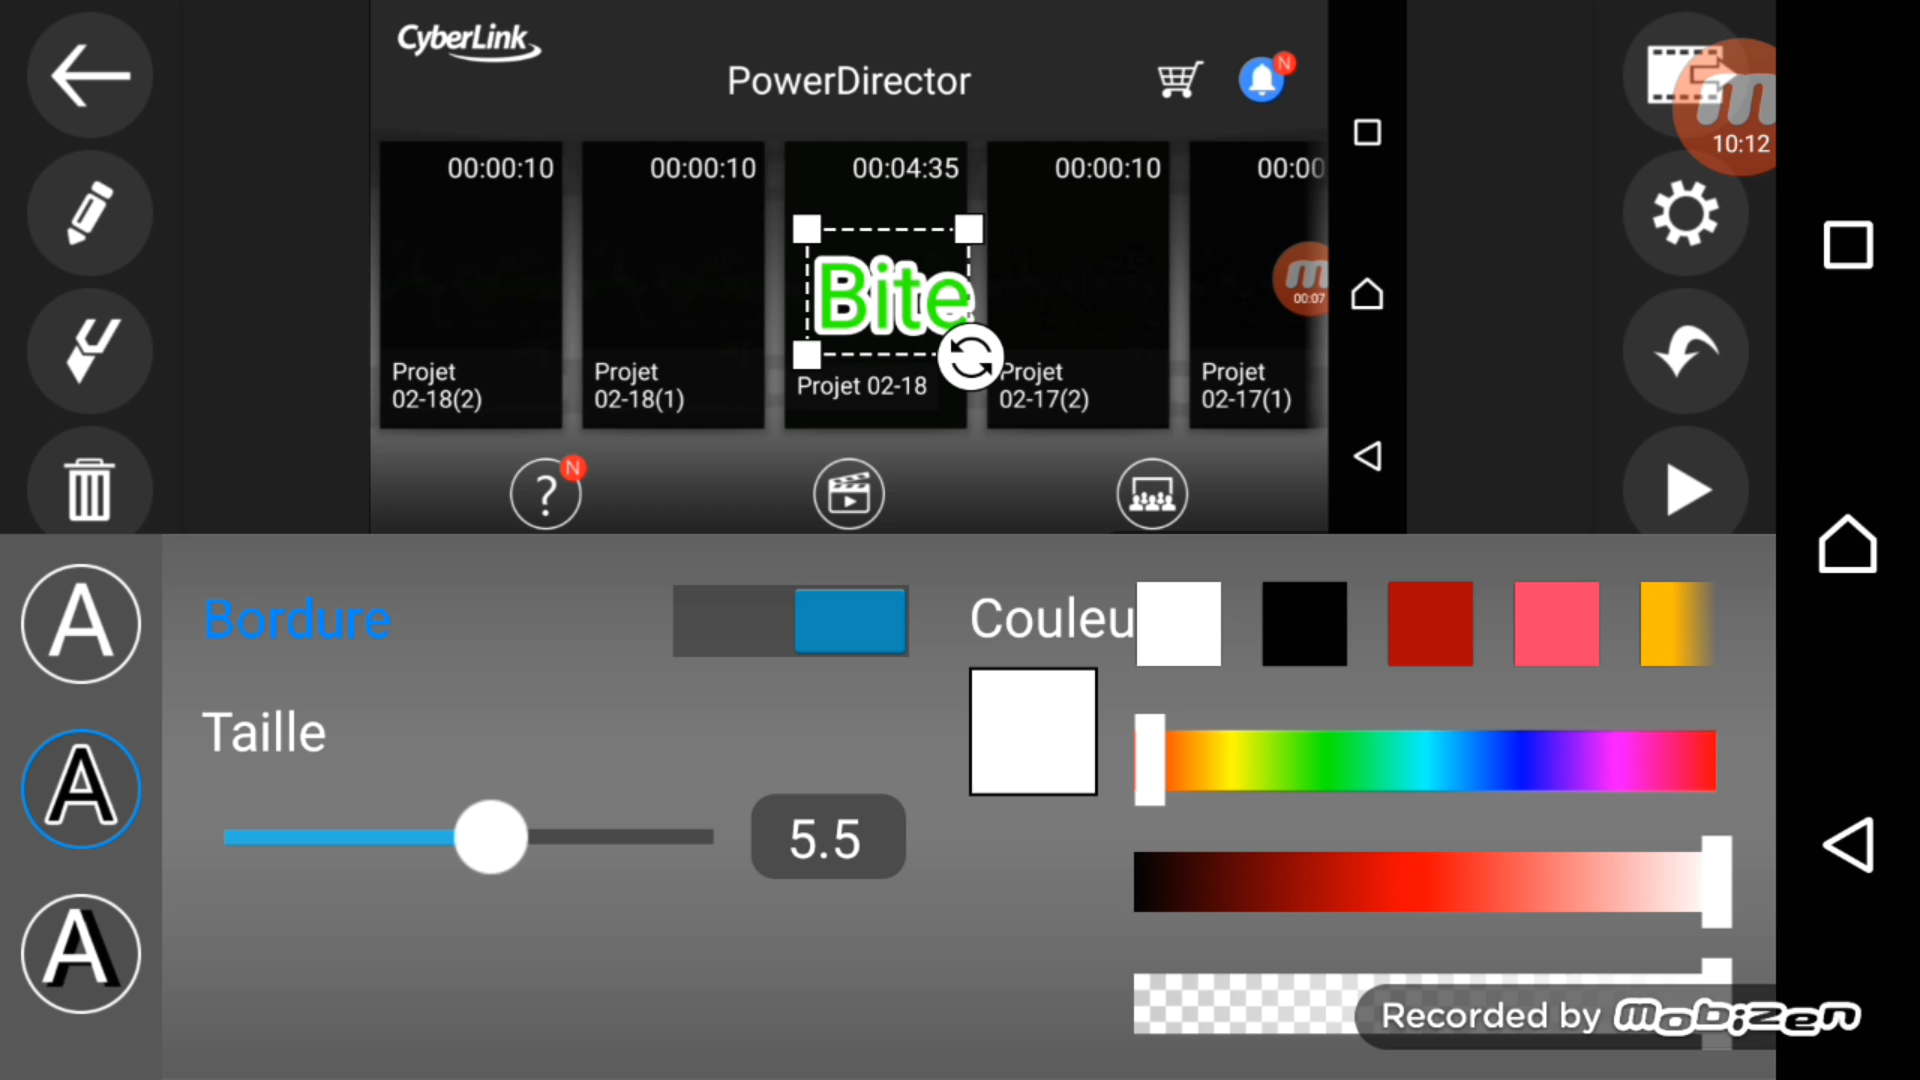 CyberLink
PowerDirector
N
10:12
00:00:10
00:00:10
00:04:35
00:00:10
00:00
Bite
00:07
Projet
02-18(2)
Projet
02-18(1)
Projet 02-18
Projet
02-17(2)
Projet
02-17(1)
N
?
A
Bordure
Couleu
Taille
A
5.5
A
Recorded by mobizen